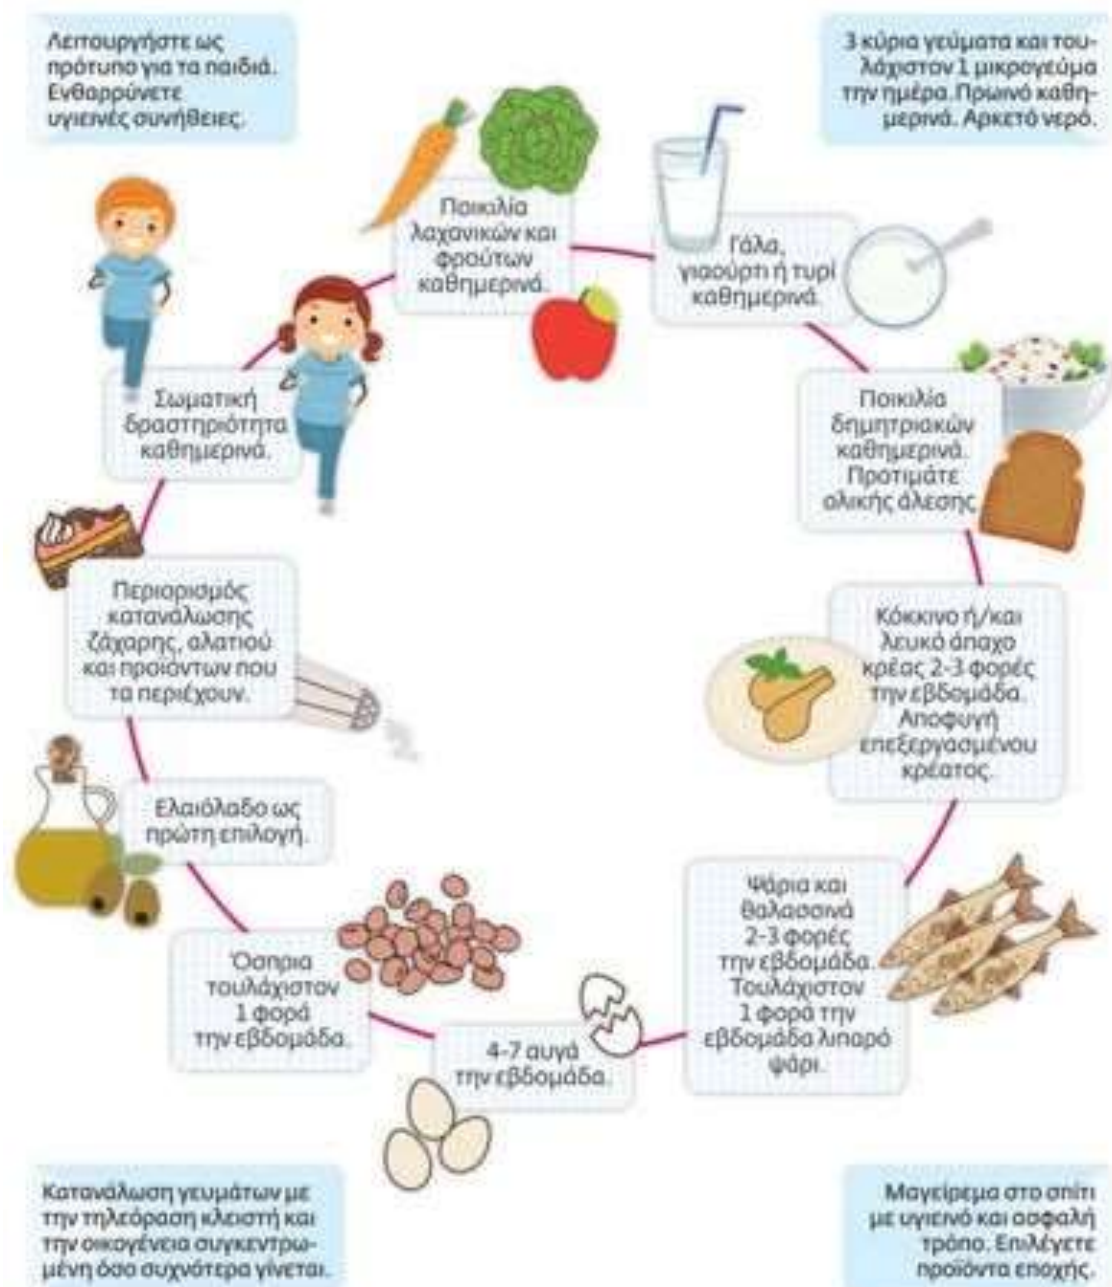 Λειτουργήστε ως
πρότυπο για τα παιδιά.
Ενθαρρύνετε
υγιεινές συνήθειες.
3 κύρια γεύματα και του-
λάχιστον 1 μικρογεύμα
την ημέρα. Πρωινό καθη-
μερινά. Αρκετό νερό.
Ποικιλία
λαχανικών και
φρούτων
καθημερινά.
Γάλα,
γιαούρτι ή τυρί
καθημερινά.
Ποικιλία
δημητριακών
καθημερινά.
Προτιμάτε
ολικής άλεσης
Κόκκινο ή/και
λευκό άπαχο
κρέας 2-3 φορές
την εβδομάδα.
Αποφυγή
επεξεργασμένου
κρέατος.
Ψάρια και
θαλασσινά
2-3 φορές
την εβδομάδα.
Τουλάχιστον
1 φορά την
εβδομάδα λιπαρό
ψάρι.
4-7 αυγά
την εβδομάδα.
Όσπρια
τουλάχιστον
1 φορά
την εβδομάδα.
Ελαιόλαδο ως
πρώτη επιλογή.
Περιορισμός
κατανάλωσης
ζάχαρης, αλατιού
και προϊόντων που
τα περιέχουν.
Σωματική
δραστηριότητα
καθημερινά.
Κατανάλωση γευμάτων με
την τηλεόραση κλειστή και
την οικογένεια συγκεντρω-
μένη όσο συχνότερα γίνεται.
Μαγείρεμα στο σπίτι
με υγιεινό και ασφαλή
τρόπο. Επιλέγετε
προϊόντα εποχής.